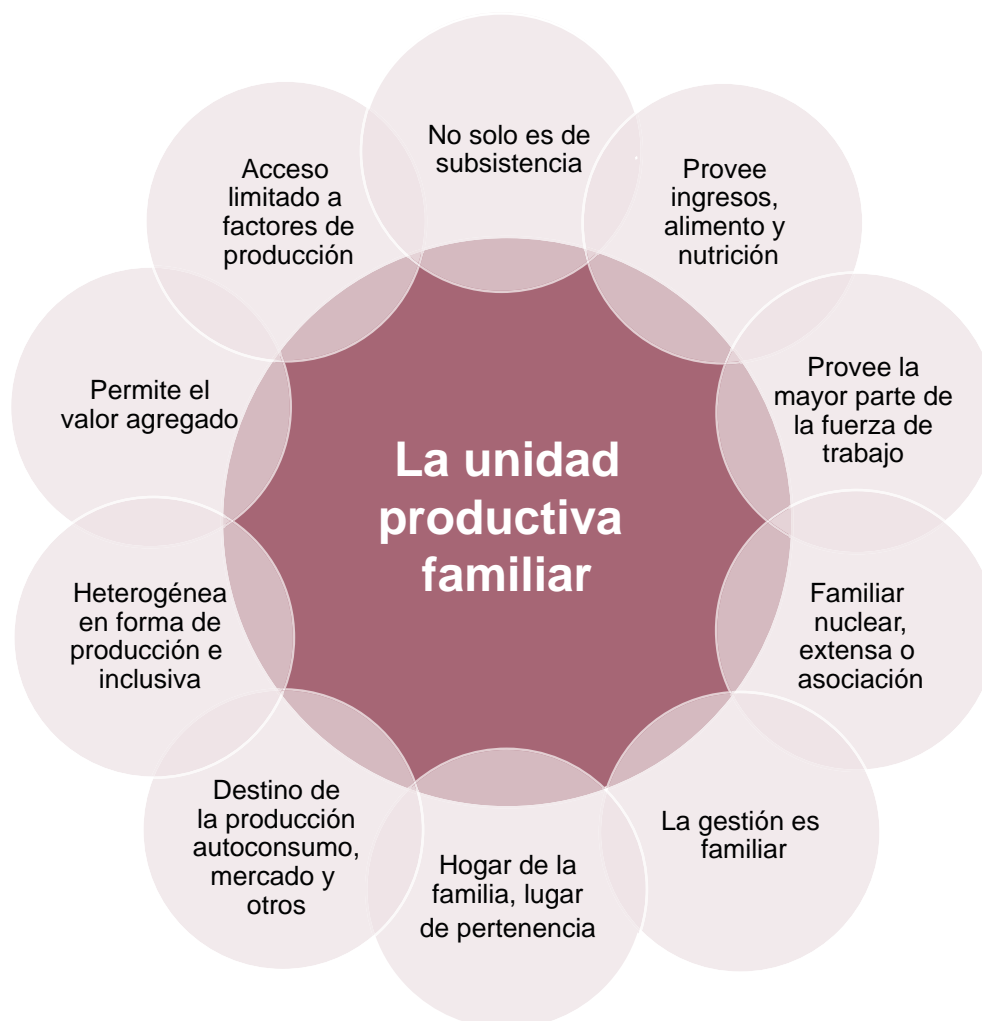 No solo es de
subsistencia
Provee
ingresos,
alimento y
nutrición
Provee la
mayor parte de
la fuerza de
trabajo
Familiar
nuclear,
extensa o
asociación
La gestión es
familiar
Hogar de la
familia, lugar
de pertenencia
Destino de
la producción
autoconsumo,
mercado y
otros
Heterogénea
en forma de
producción e
inclusiva
Permite el
valor agregado
Acceso
limitado a
factores de
producción
La unidad
productiva
familiar